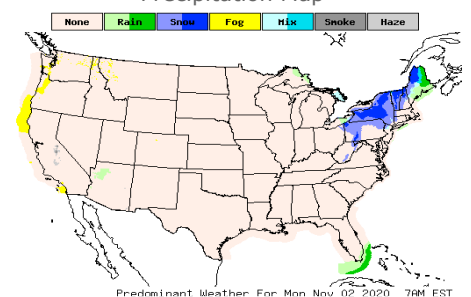 Precipitation Map
None Rain Snow Fog Mix Smoke Haze
Predominant Weather For Mon Nov 02 2020 7AM EST